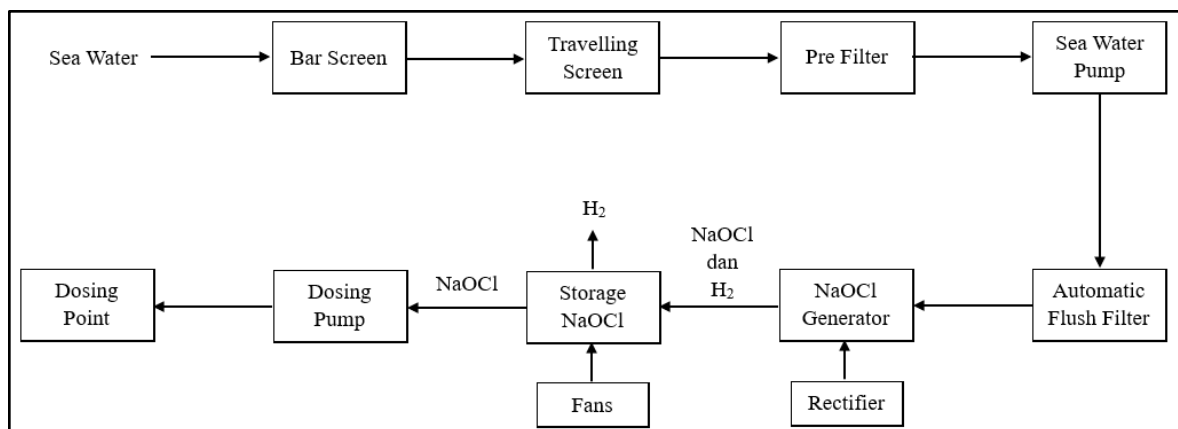 Sea Water
Bar Screen
Travelling
Screen
Pre Filter
Sea Water
Pump
Automatic
Flush Filter
NaOCl
Generator
Rectifier
NaOCl
dan
H₂
Storage
NaOCl
H₂
Fans
NaOCl
Dosing
Pump
Dosing
Point